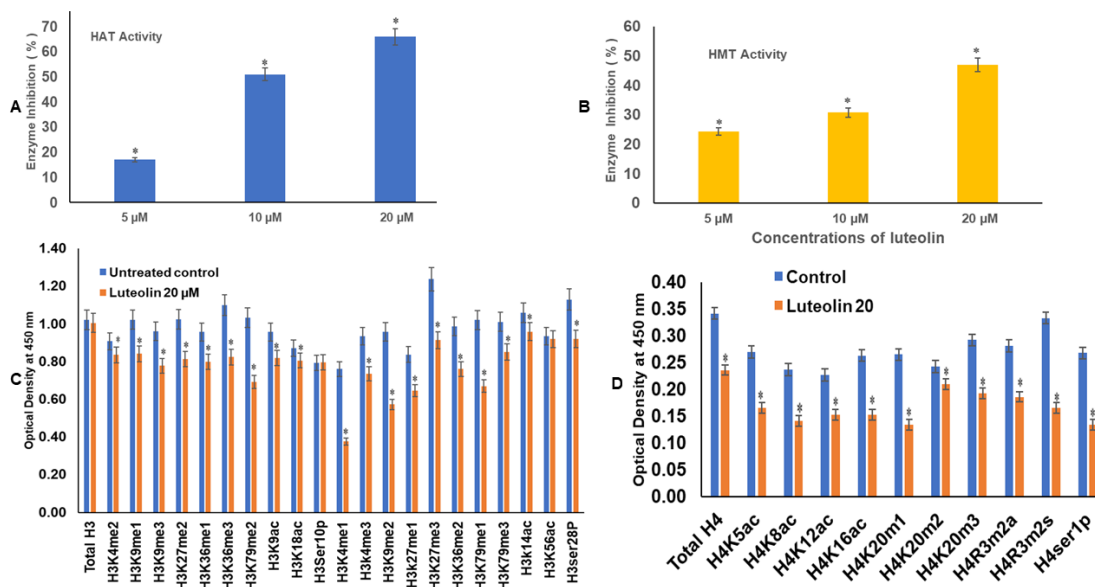 A
HAT Activity
Enzyme Inhibition ( % )
70
60
50
40
30
20
10
0
*
*
*
5 µM
10 µM
20 µM
B
HMT Activity
Enzyme Inhibition ( % )
60
50
40
30
20
10
0
*
*
*
5 µM
10 µM
20 µM
Concentrations of luteolin
C
Optical Density at 450 nm
1.40
1.20
1.00
0.80
0.60
0.40
0.20
0.00
Untreated control
Luteolin 20 µM
Total H3
H3K4me2
H3K9me1
H3K9me3
H3K27me2
H3K36me1
H3K36me3
H3K79me2
H3K9ac
H3K18ac
H3Ser10p
H3K4me1
H3K4me3
H3K9me2
H3K27me1
H3K27me3
H3K36me2
H3K79me1
H3K79me3
H3K14ac
H3K56ac
H3ser28P
D
Optical Density at 450 nm
0.40
0.35
0.30
0.25
0.20
0.15
0.10
0.05
0.00
Control
Luteolin 20
Total H4
H4K5ac
H4K8ac
H4K12ac
H4K16ac
H4K20m1
H4K20m2
H4K20m3
H4R3m2a
H4R3m2s
H4ser1p